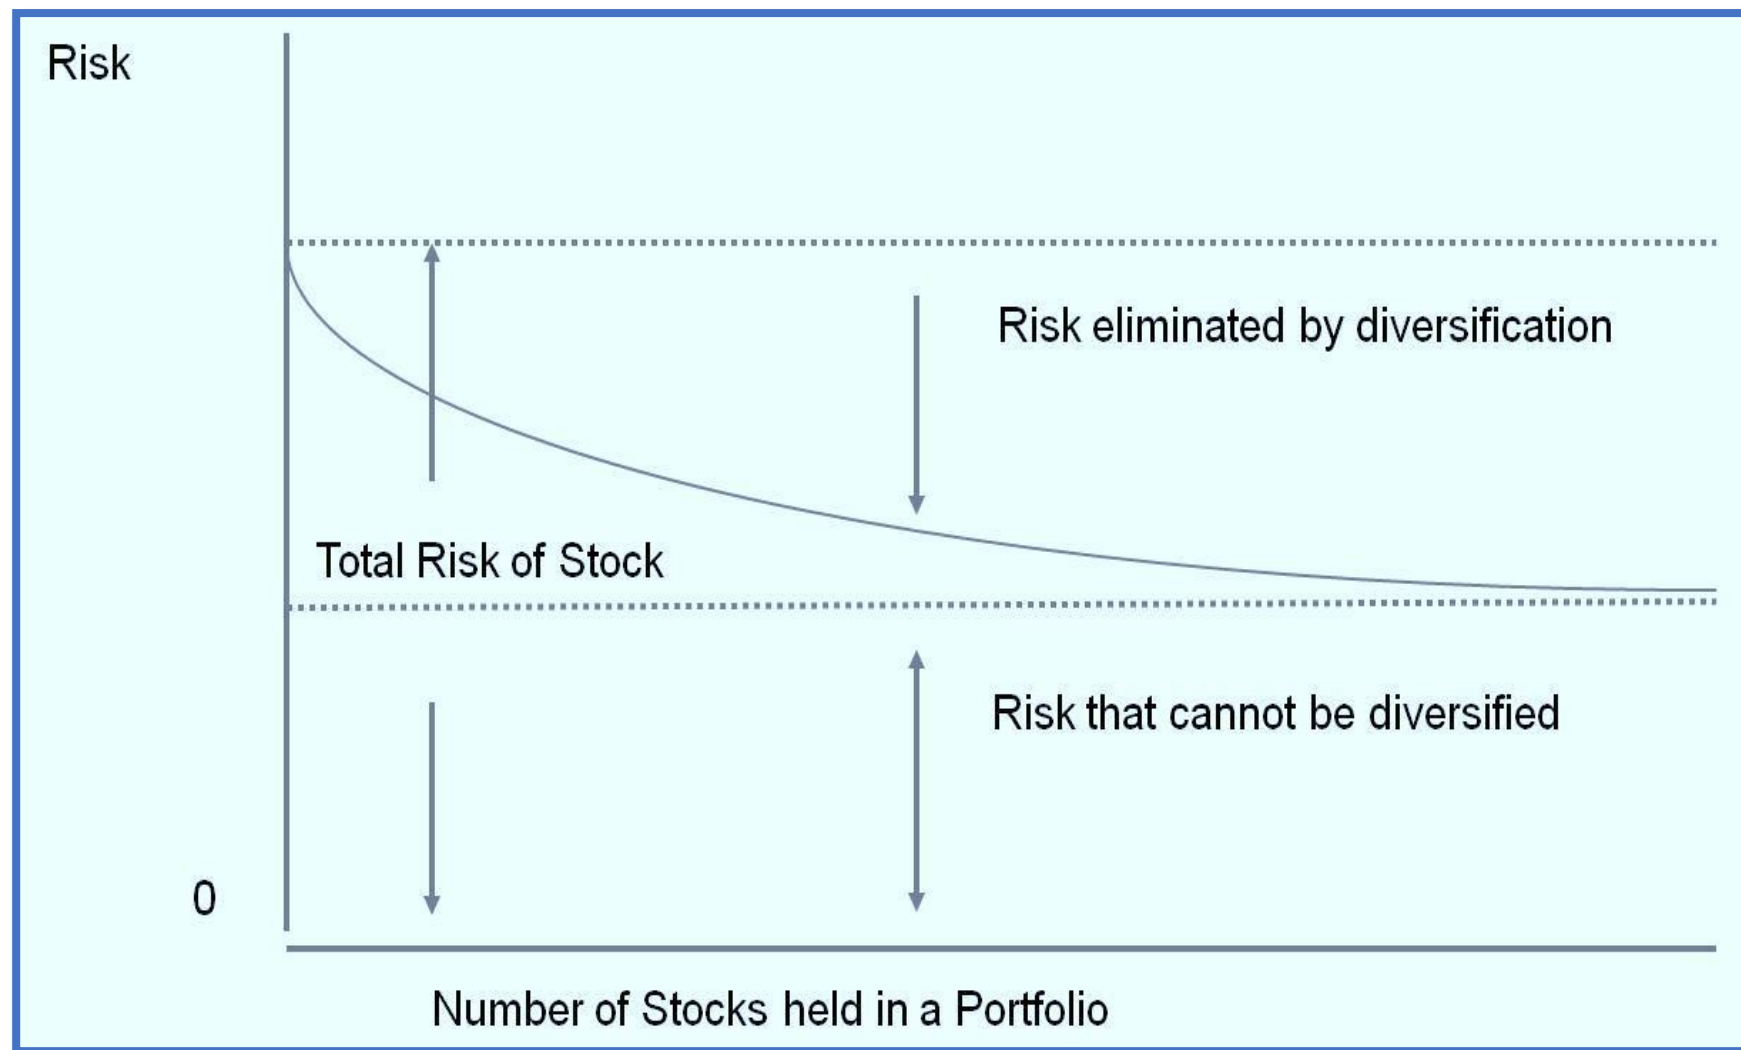 Risk
Risk eliminated by diversification
Total Risk of Stock
Risk that cannot be diversified
0
Number of Stocks held in a Portfolio